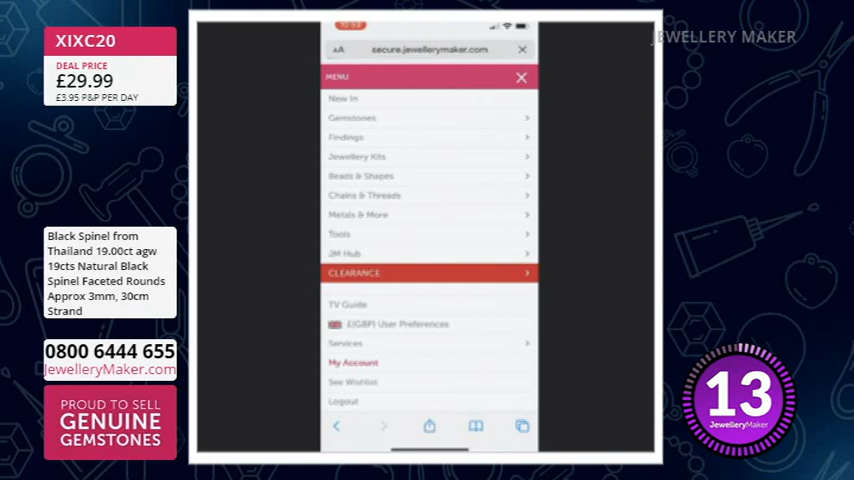 XIXC20
DEAL PRICE
£29.99
£3.95 P&P PER DAY
Black Spinel from
Thailand 19.00ct agw
19cts Natural Black
Spinel Faceted Rounds
Approx 3mm, 30cm
Strand
0800 6444 655
JewelleryMaker.com
PROUD TO SELL
GENUINE
GEMSTONES
10:59
AA secure.jewellerymaker.com
MENU
New In
Gemstones
Findings
Jewellery Kits
Beads & Shapes
Chains & Threads
Metals & More
Tools
JM Hub
CLEARANCE
TV Guide
£(GBP) User Preferences
Services
My Account
See Wishlist
Logout
JEWELLERY MAKER
13
JewelleryMaker